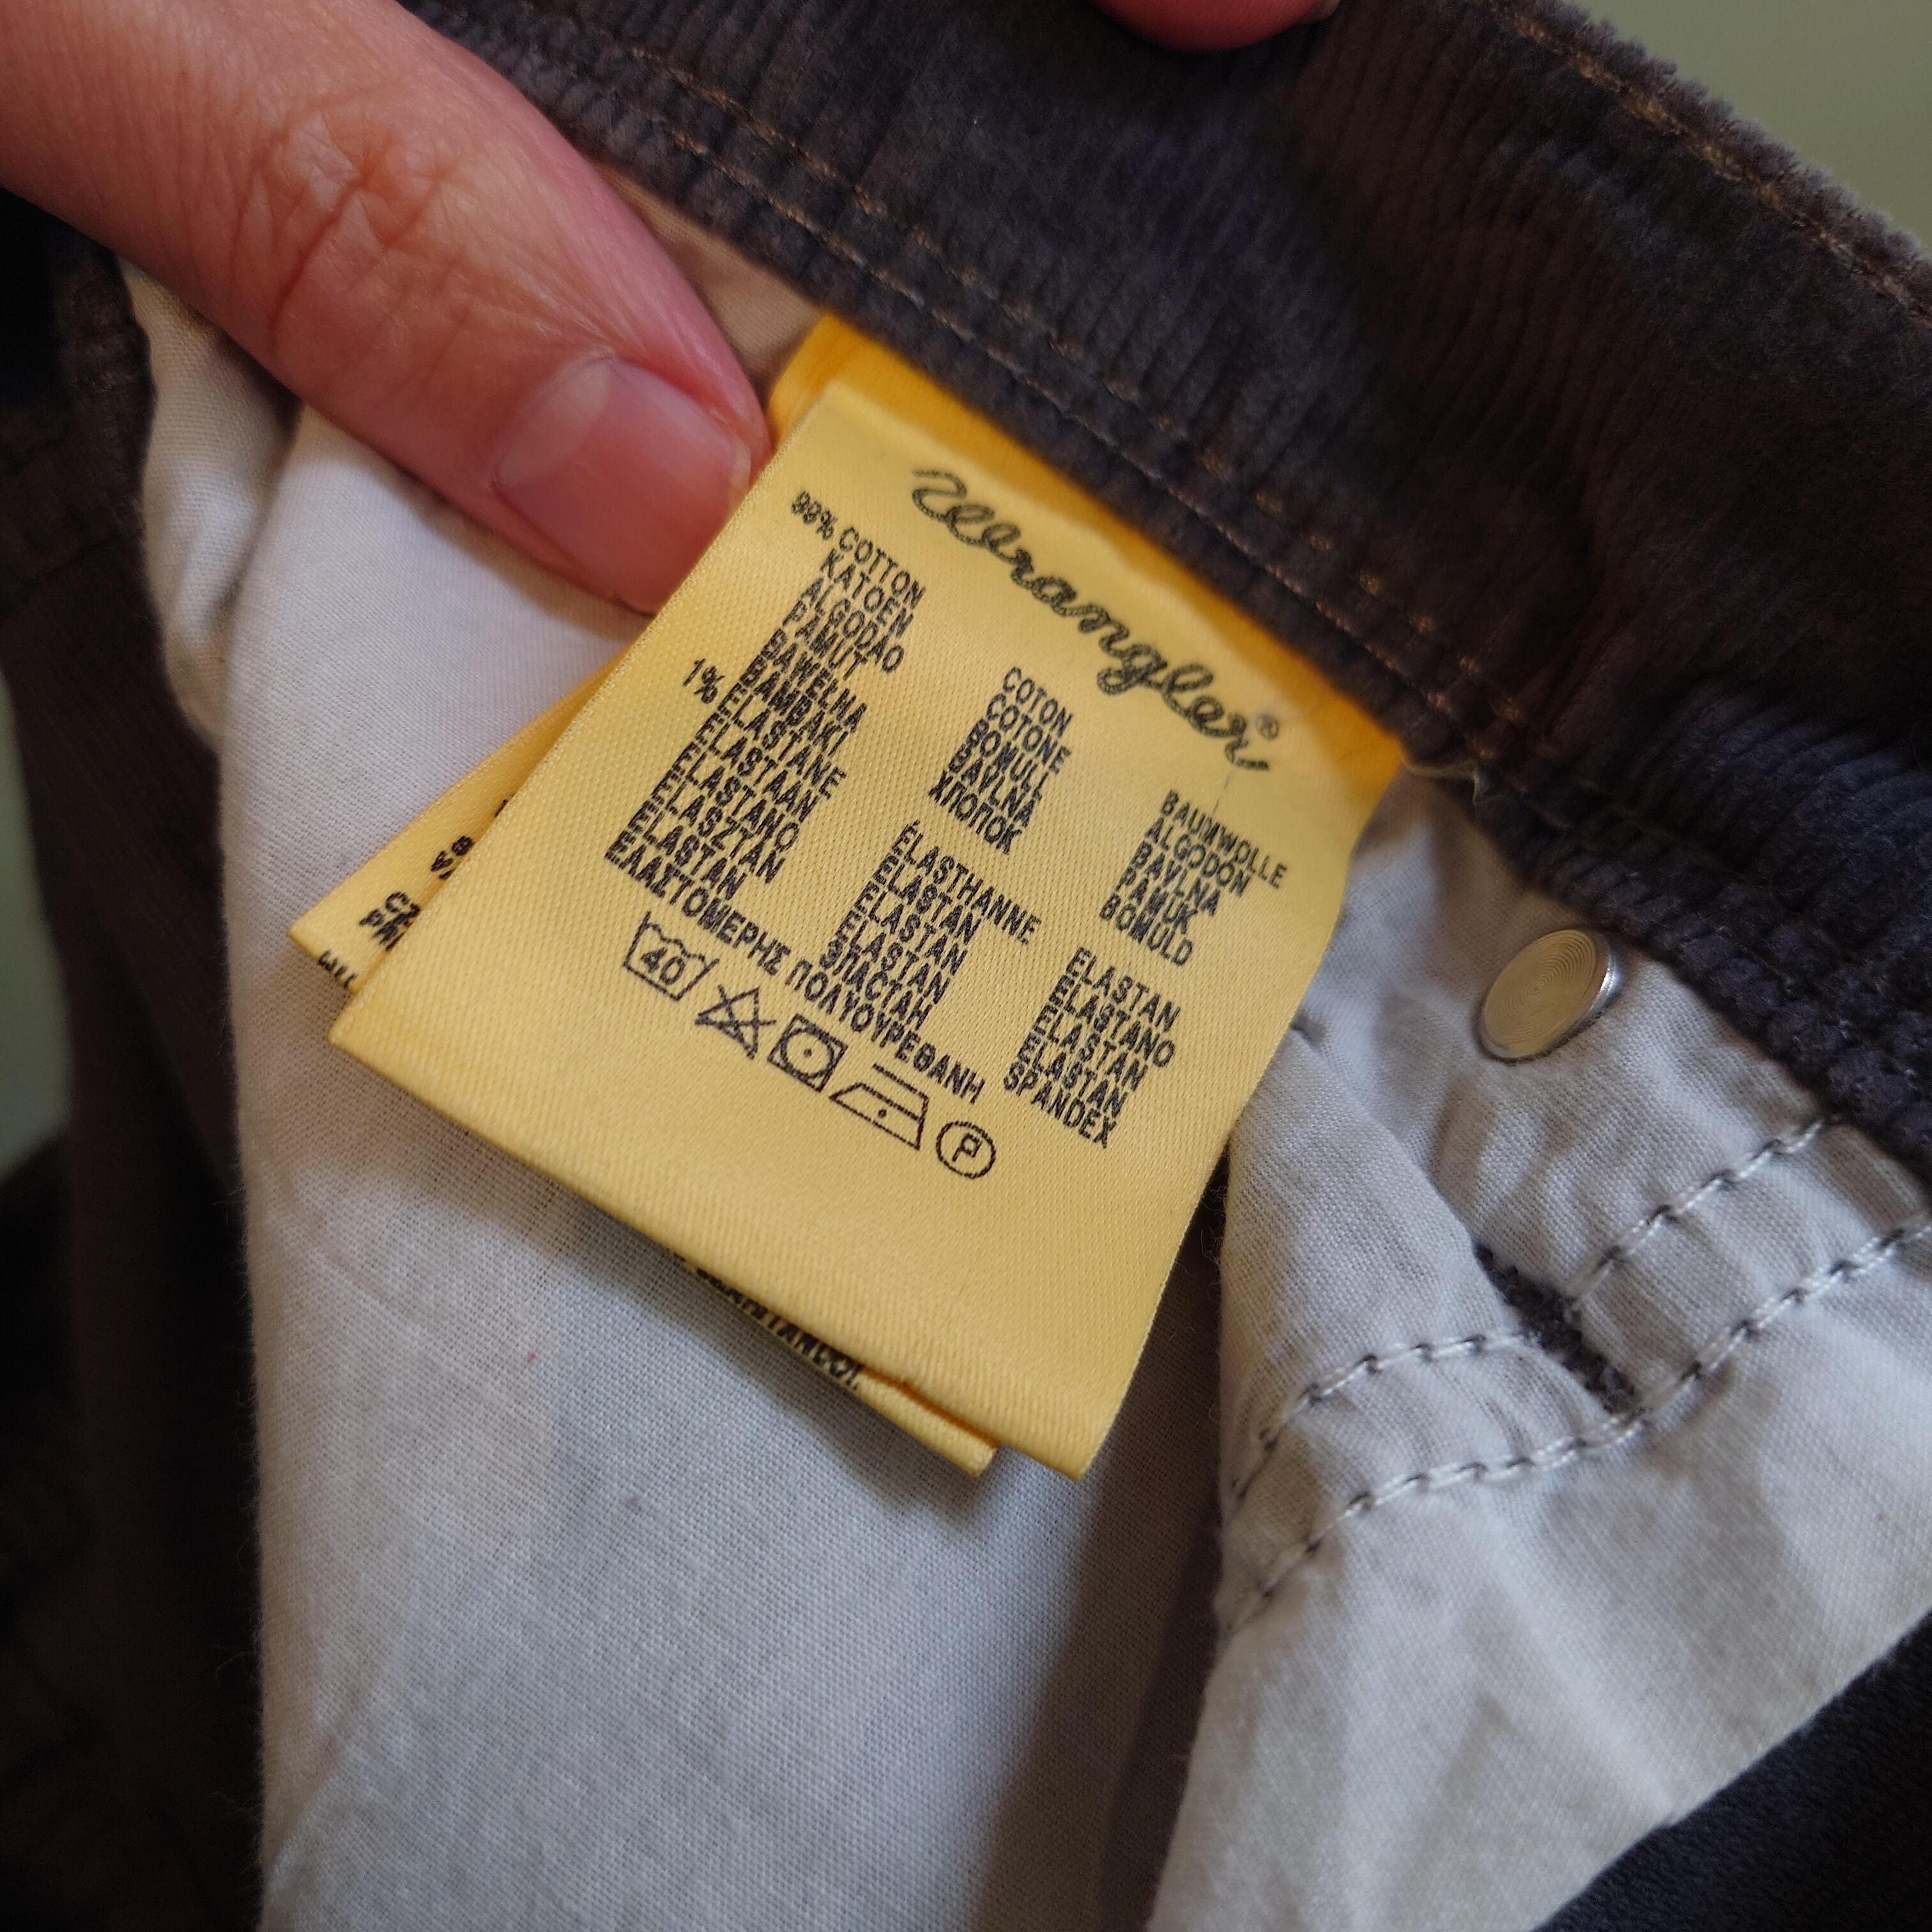 Wrangler®
99% COTTON COTON BAUMWOLLE
KATOEN COTONE ALGODÓN
ALGODÃO BOMULL BAVLNA
PAMUT BAVLNA PAMUK
BAWEŁNA ХЛОПОК BOMULD
BAMBAKI
1% ELASTANE ÉLASTHANNE ELASTAN
ELASTAAN ELASTAN ELASTANO
ELASTANO ELASTAN ELASTAN
ELASZTÁN ELASTAN ELASTAN
ELASTAN ЭЛАСТАН SPANDEX
ΕΛΑΣΤΟΜΕΡΗΣ ΠΟΛΥΟΥΡΕΘΑΝΗ
40 P